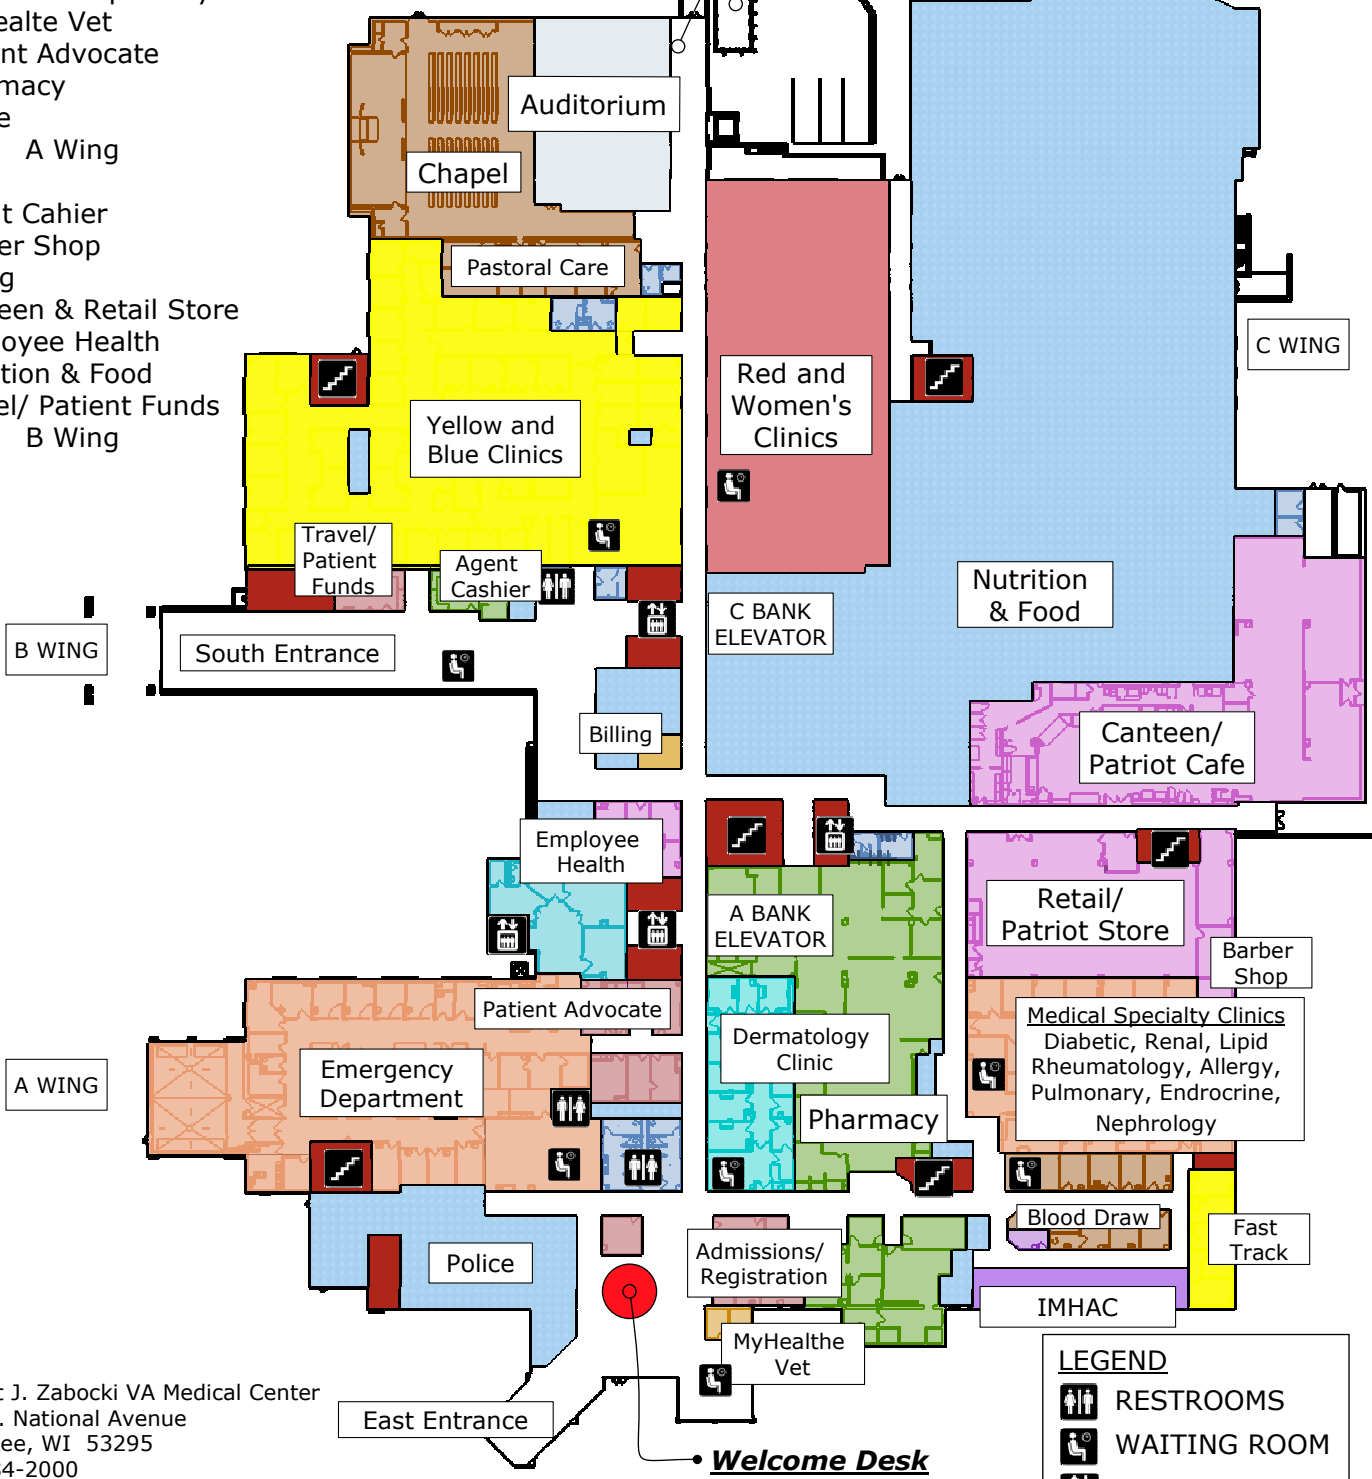 ealte Vet
nt Advocate
macy
e
A Wing
t Cahier
er Shop
g
een & Retail Store
oyee Health
tion & Food
el/ Patient Funds
B Wing
Auditorium
Chapel
Pastoral Care
C WING
Red and
Women's
Clinics
Yellow and
Blue Clinics
Travel/
Patient
Funds
Agent
Cashier
Nutrition
& Food
C BANK
ELEVATOR
B WING
South Entrance
Billing
Canteen/
Patriot Cafe
Employee
Health
A BANK
ELEVATOR
Retail/
Patriot Store
Barber
Shop
Patient Advocate
Medical Specialty Clinics
Diabetic, Renal, Lipid
Rheumatology, Allergy,
Pulmonary, Endrocrine,
Nephrology
Dermatology
Clinic
A WING
Emergency
Department
Pharmacy
Blood Draw
Fast
Track
Admissions/
Registration
Police
IMHAC
MyHealthe
Vet
LEGEND
RESTROOMS
WAITING ROOM
East Entrance
Welcome Desk
t J. Zabocki VA Medical Center
. National Avenue
ee, WI 53295
4-2000